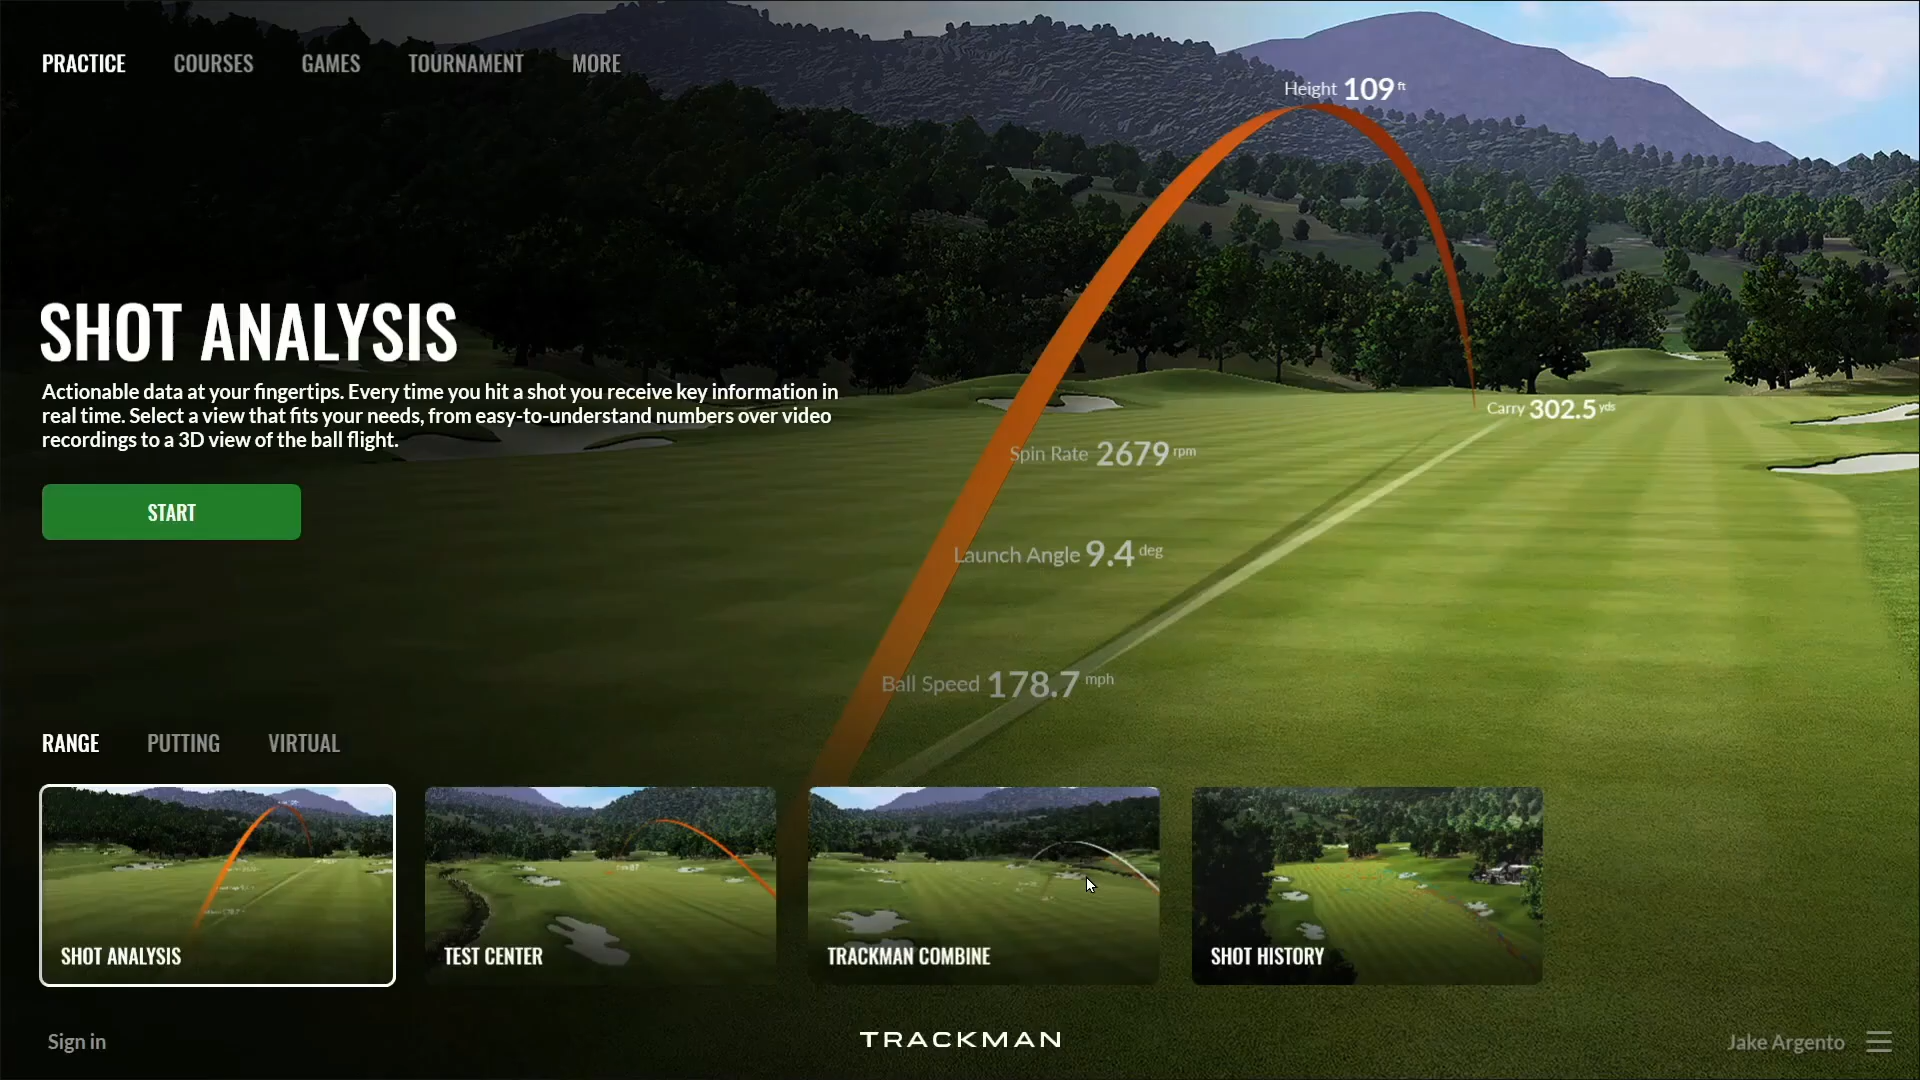 PRACTICE COURSES GAMES TOURNAMENT MORE
Height 109 ft
SHOT ANALYSIS
Actionable data at your fingertips. Every time you hit a shot you receive key information in
real time. Select a view that fits your needs, from easy-to-understand numbers over video
recordings to a 3D view of the ball flight.
START
Carry 302.5 yds
Spin Rate 2679 rpm
Launch Angle 9.4 deg
Ball Speed 178.7 mph
RANGE PUTTING VIRTUAL
SHOT ANALYSIS
TEST CENTER
TRACKMAN COMBINE
SHOT HISTORY
Sign in
TRACKMAN
Jake Argento